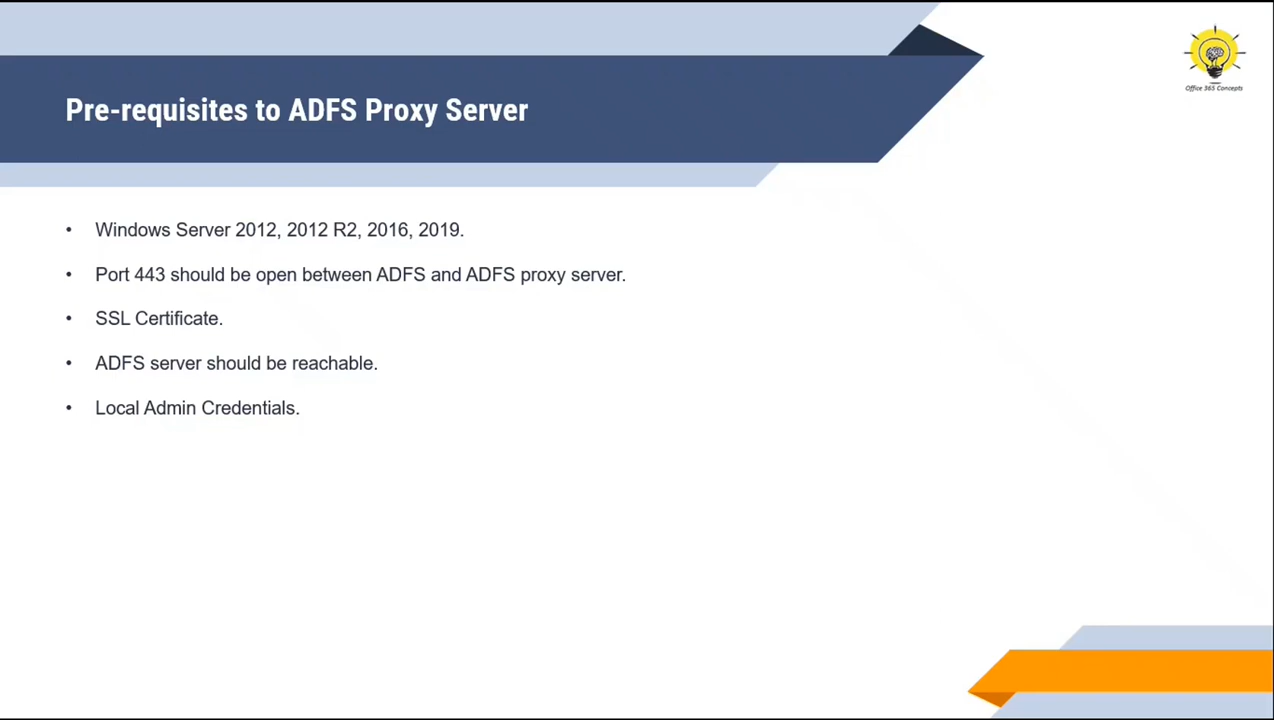 Office 365 Concepts
Pre-requisites to ADFS Proxy Server
• Windows Server 2012, 2012 R2, 2016, 2019.
• Port 443 should be open between ADFS and ADFS proxy server.
• SSL Certificate.
• ADFS server should be reachable.
• Local Admin Credentials.